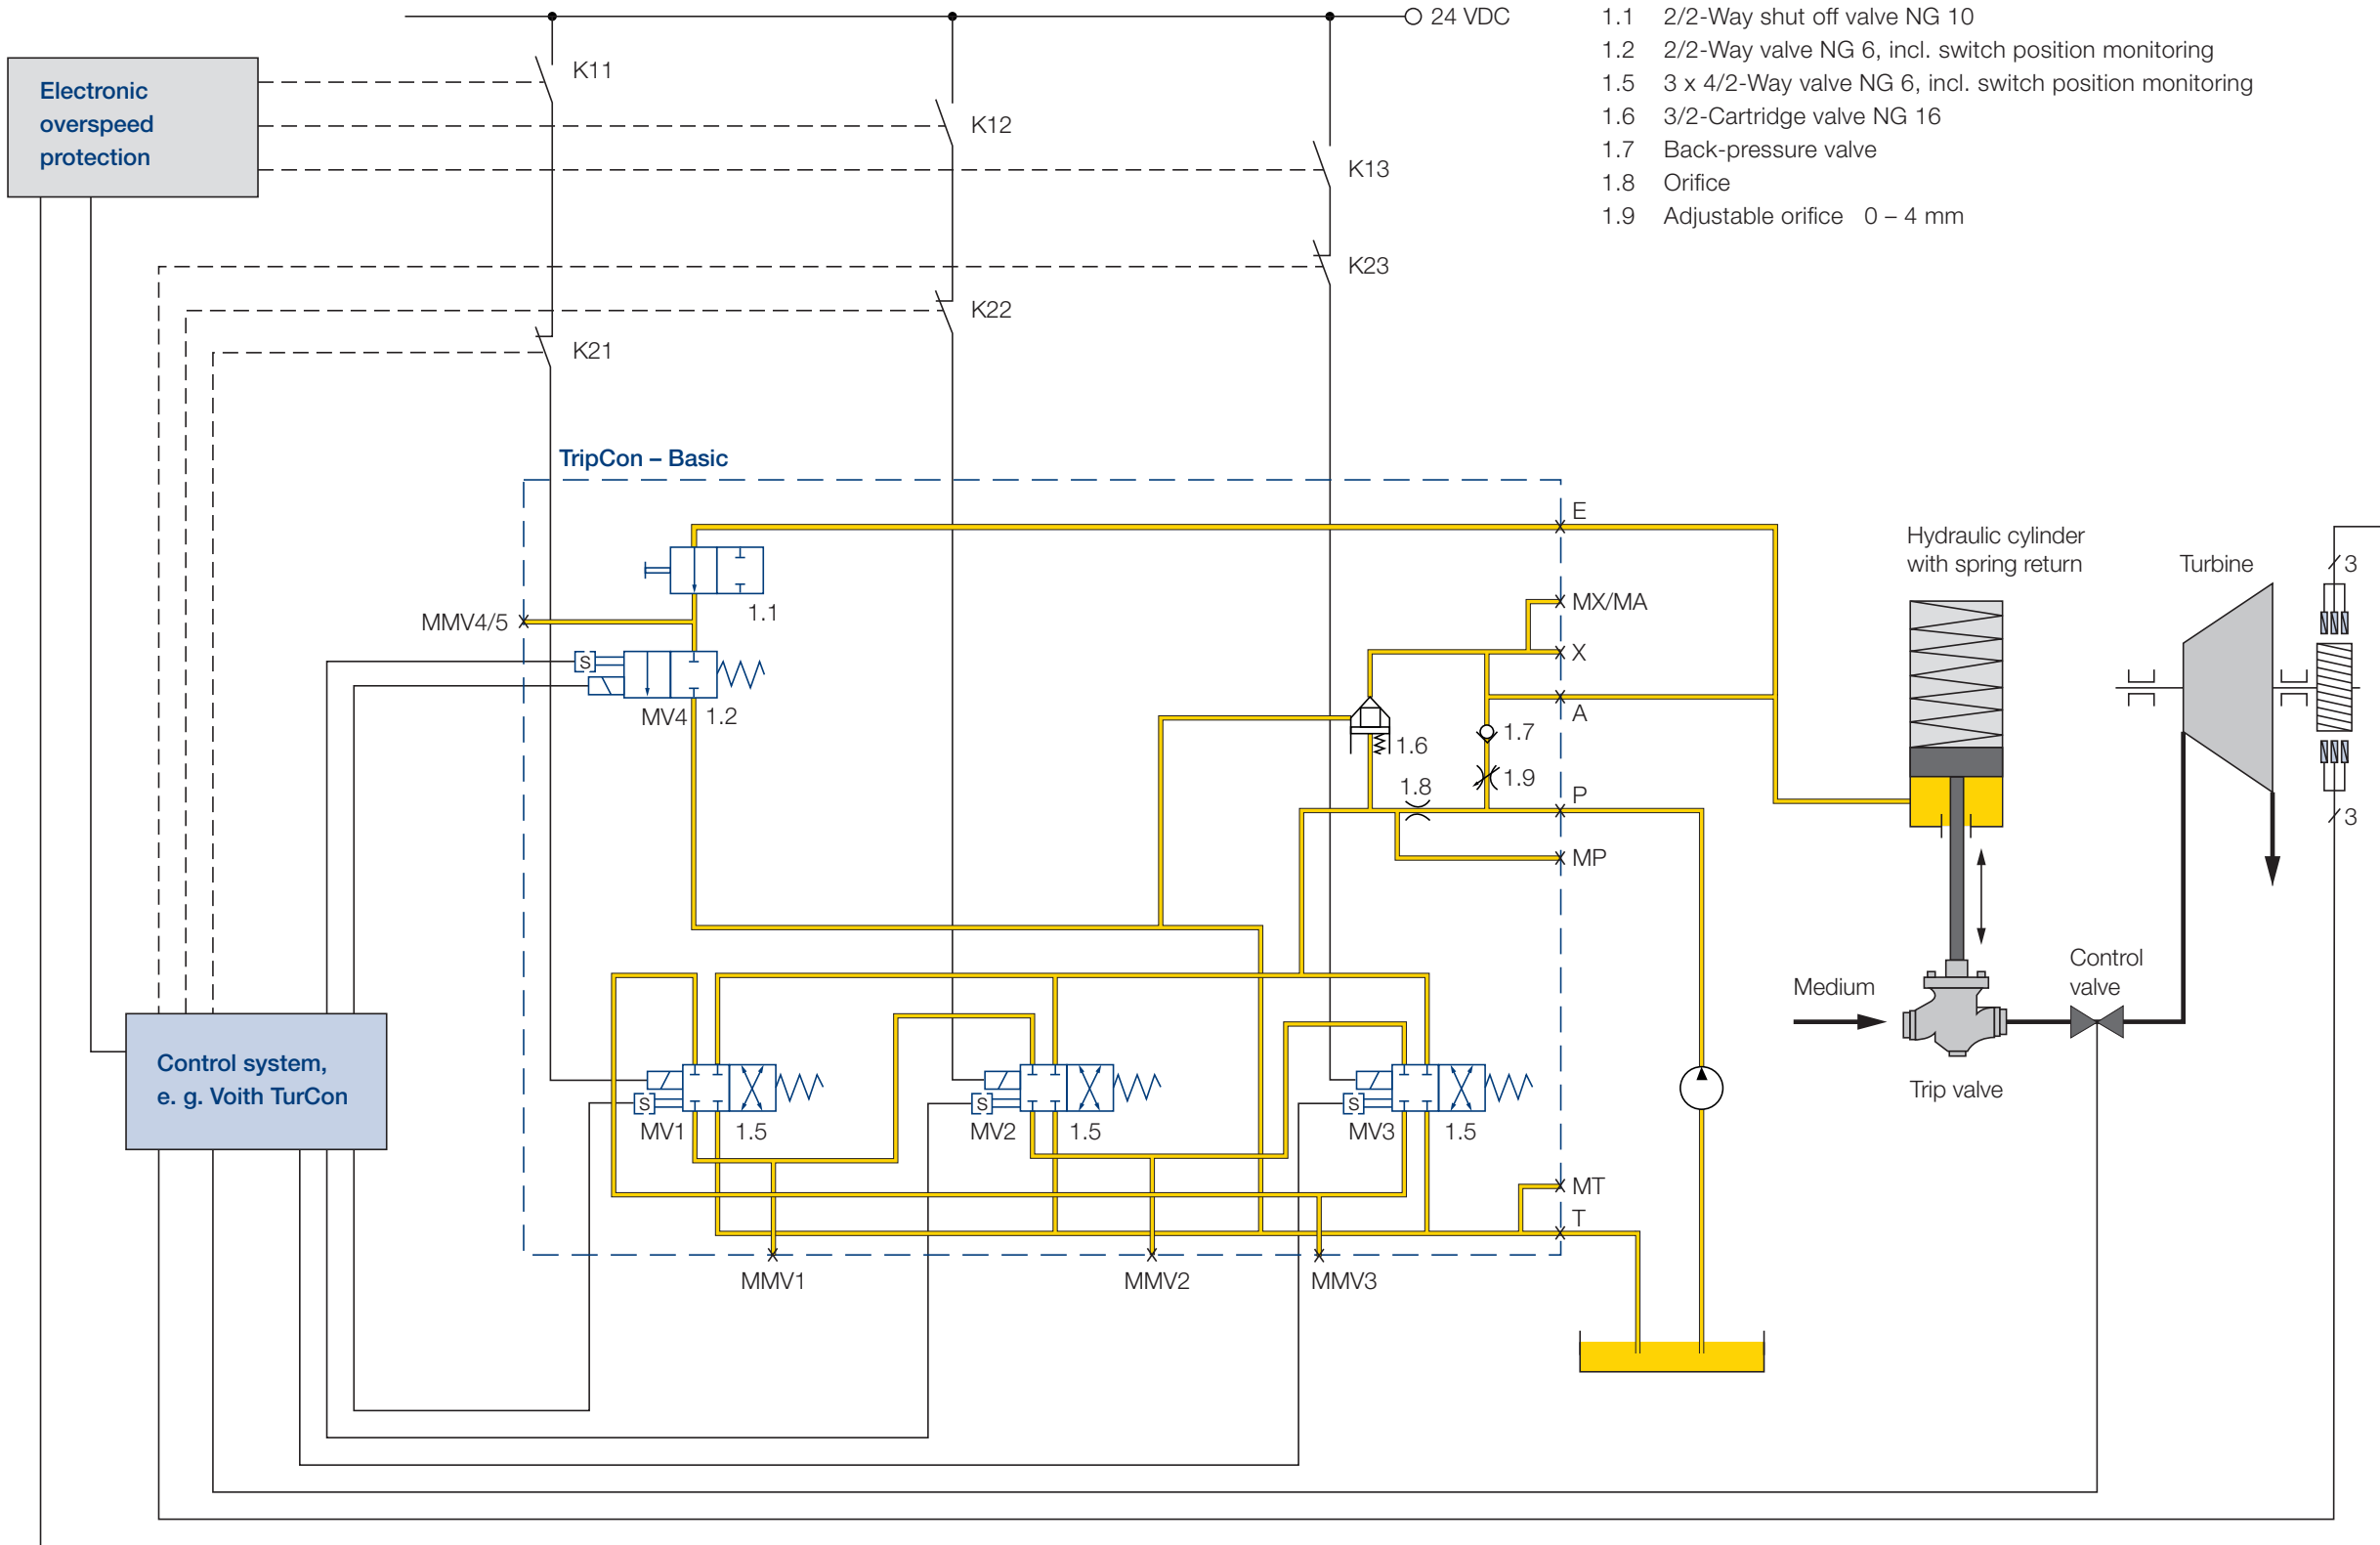 24 VDC
1.1 2/2-Way shut off valve NG 10
1.2 2/2-Way valve NG 6, incl. switch position monitoring
1.5 3 x 4/2-Way valve NG 6, incl. switch position monitoring
1.6 3/2-Cartridge valve NG 16
1.7 Back-pressure valve
1.8 Orifice
1.9 Adjustable orifice 0 – 4 mm
Electronic
overspeed
protection
K11
K12
K13
K23
K22
K21
TripCon – Basic
E
Hydraulic cylinder
with spring return
Turbine
3
MX/MA
1.1
MMV4/5
X
S
MV4 1.2
A
1.7
1.6
1.9
1.8
P
3
MP
Control
valve
Medium
Control system,
e. g. Voith TurCon
Trip valve
S
S
S
MV1 1.5
MV2 1.5
MV3 1.5
MT
T
MMV1
MMV2
MMV3